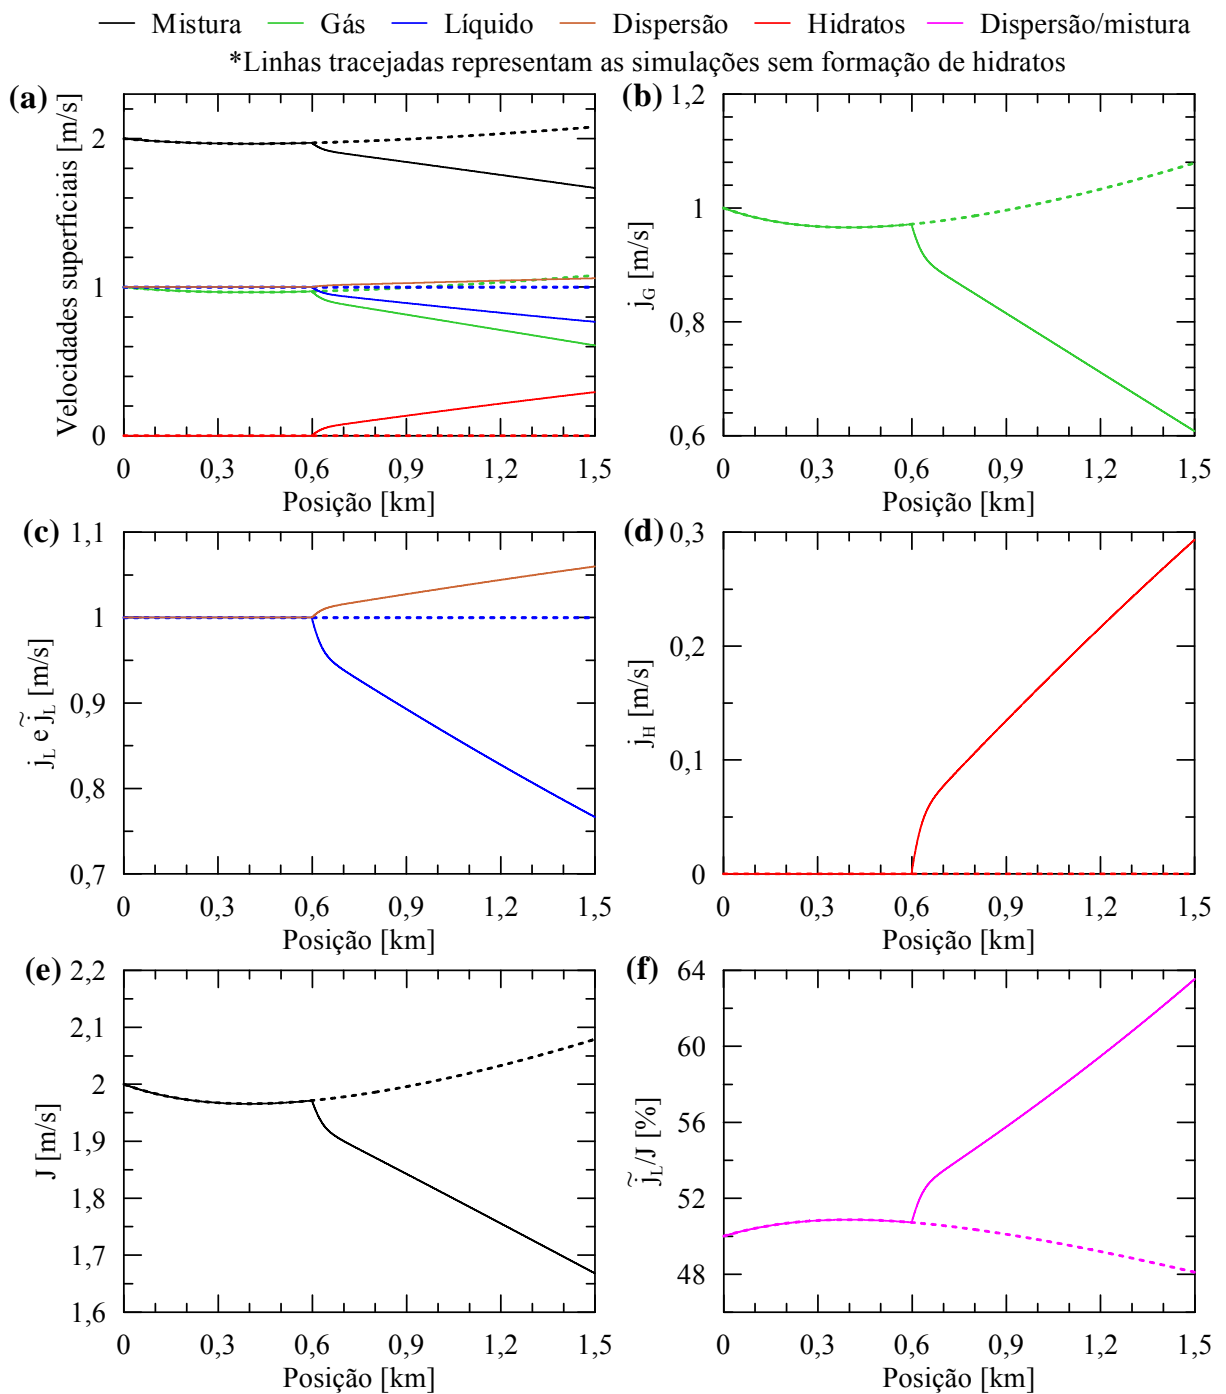 Mistura Gás Líquido Dispersão Hidratos Dispersão/mistura
*Linhas tracejadas representam as simulações sem formação de hidratos
(a)
Velocidades superficiais [m/s]
2
1
0
0 0,3 0,6 0,9 1,2 1,5
Posição [km]
(b)
j_G [m/s]
1,2
1
0,8
0,6
0 0,3 0,6 0,9 1,2 1,5
Posição [km]
(c)
j_L e j̃_L [m/s]
1,1
1
0,9
0,8
0,7
0 0,3 0,6 0,9 1,2 1,5
Posição [km]
(d)
j_H [m/s]
0,3
0,2
0,1
0
0 0,3 0,6 0,9 1,2 1,5
Posição [km]
(e)
J [m/s]
2,2
2,1
2
1,9
1,8
1,7
1,6
0 0,3 0,6 0,9 1,2 1,5
Posição [km]
(f)
j̃_L/J [%]
64
60
56
52
48
0 0,3 0,6 0,9 1,2 1,5
Posição [km]